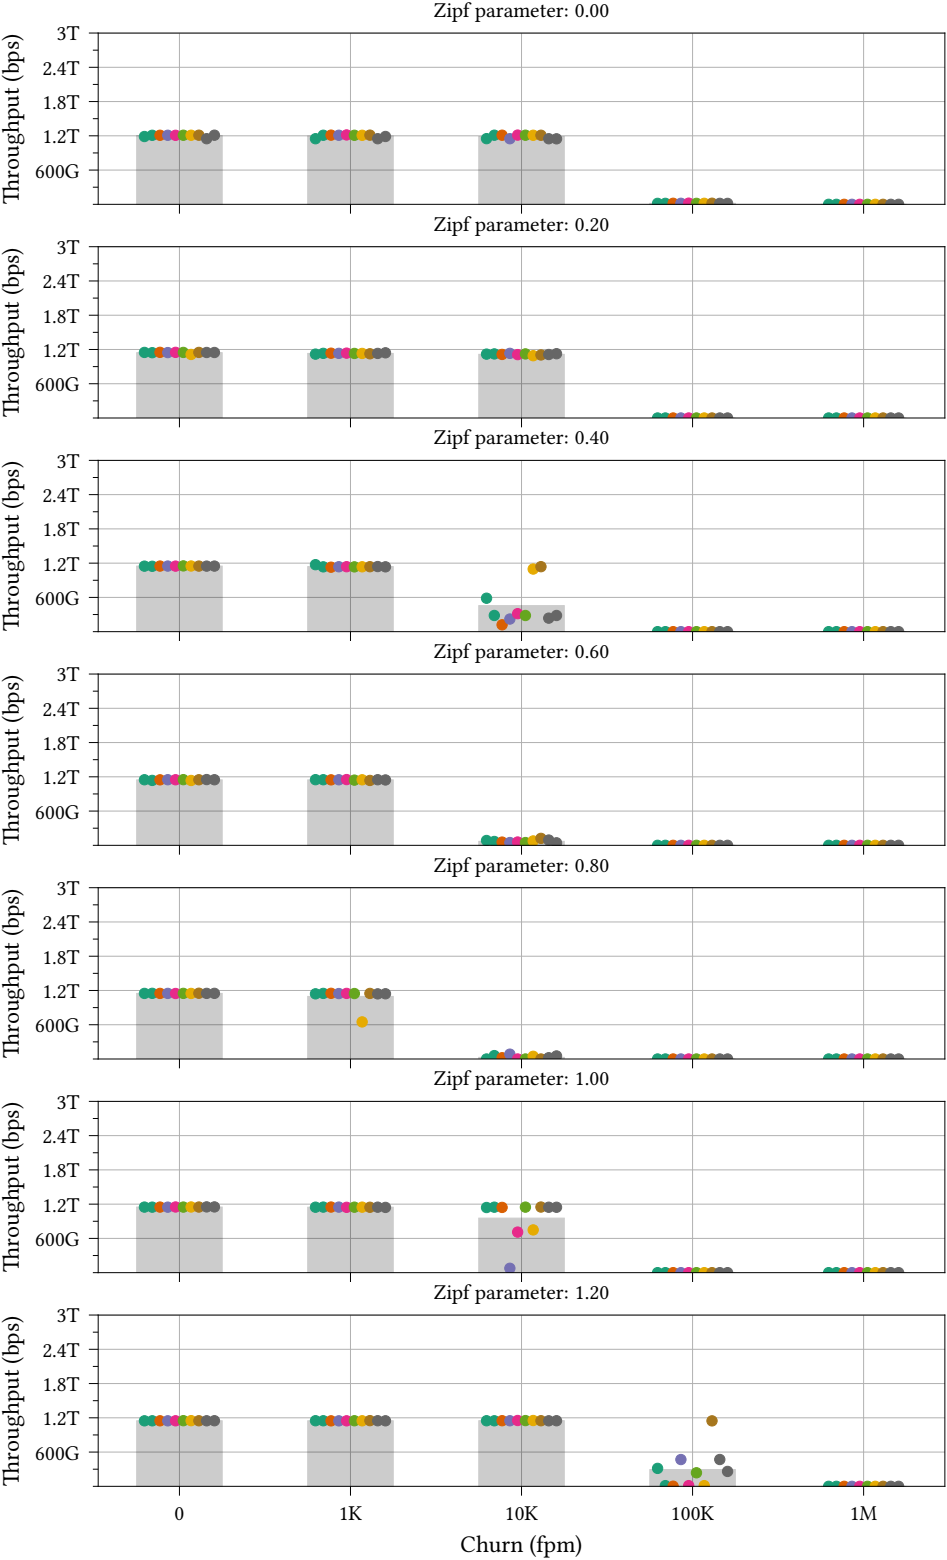 Zipf parameter: 0.00
Throughput (bps)
3T
2.4T
1.8T
1.2T
600G
Zipf parameter: 0.20
Throughput (bps)
3T
2.4T
1.8T
1.2T
600G
Zipf parameter: 0.40
Throughput (bps)
3T
2.4T
1.8T
1.2T
600G
Zipf parameter: 0.60
Throughput (bps)
3T
2.4T
1.8T
1.2T
600G
Zipf parameter: 0.80
Throughput (bps)
3T
2.4T
1.8T
1.2T
600G
Zipf parameter: 1.00
Throughput (bps)
3T
2.4T
1.8T
1.2T
600G
Zipf parameter: 1.20
Throughput (bps)
3T
2.4T
1.8T
1.2T
600G
0 1K 10K 100K 1M
Churn (fpm)